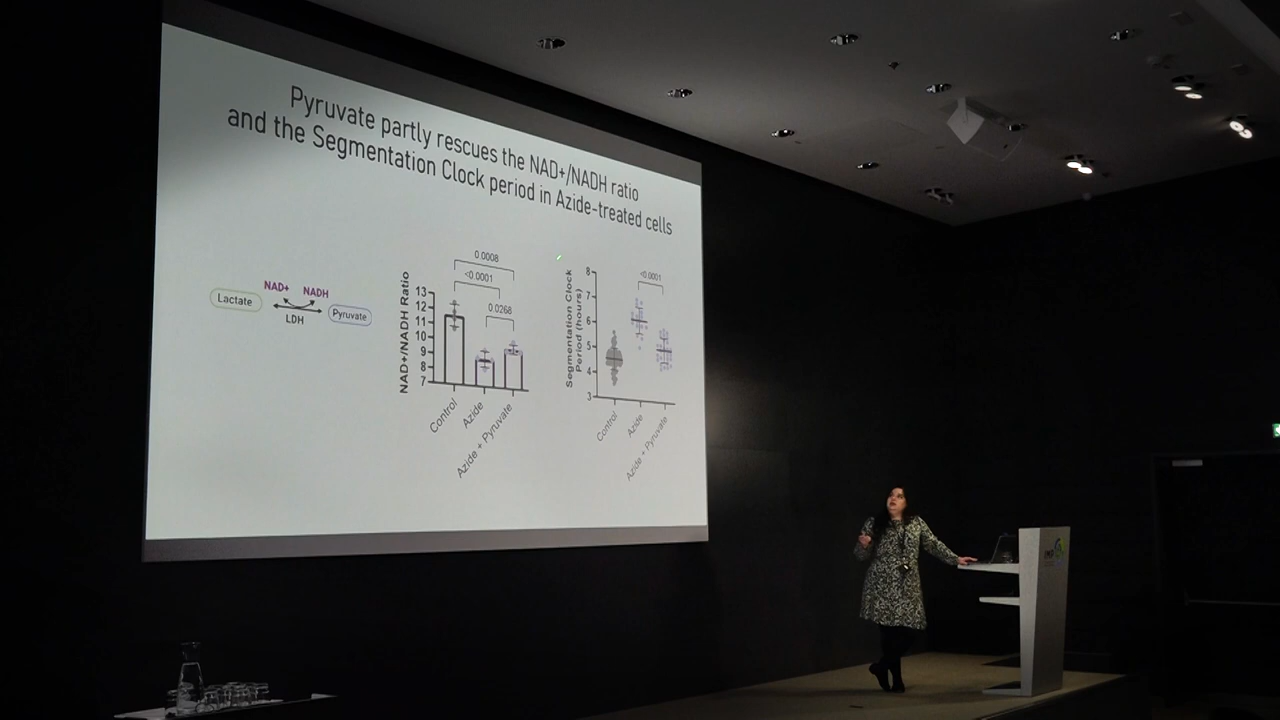 Pyruvate partly rescues the NAD+/NADH ratio
and the Segmentation Clock period in Azide-treated cells
NAD+ NADH
Lactate Pyruvate
LDH
NAD+/NADH Ratio
13
12
11
10
9
8
7
0.0008
<0.0001
0.0268
Control
Azide
Azide + Pyruvate
Segmentation Clock
Period (hours)
8
7
6
5
4
3
<0.0001
Control
Azide
Azide + Pyruvate